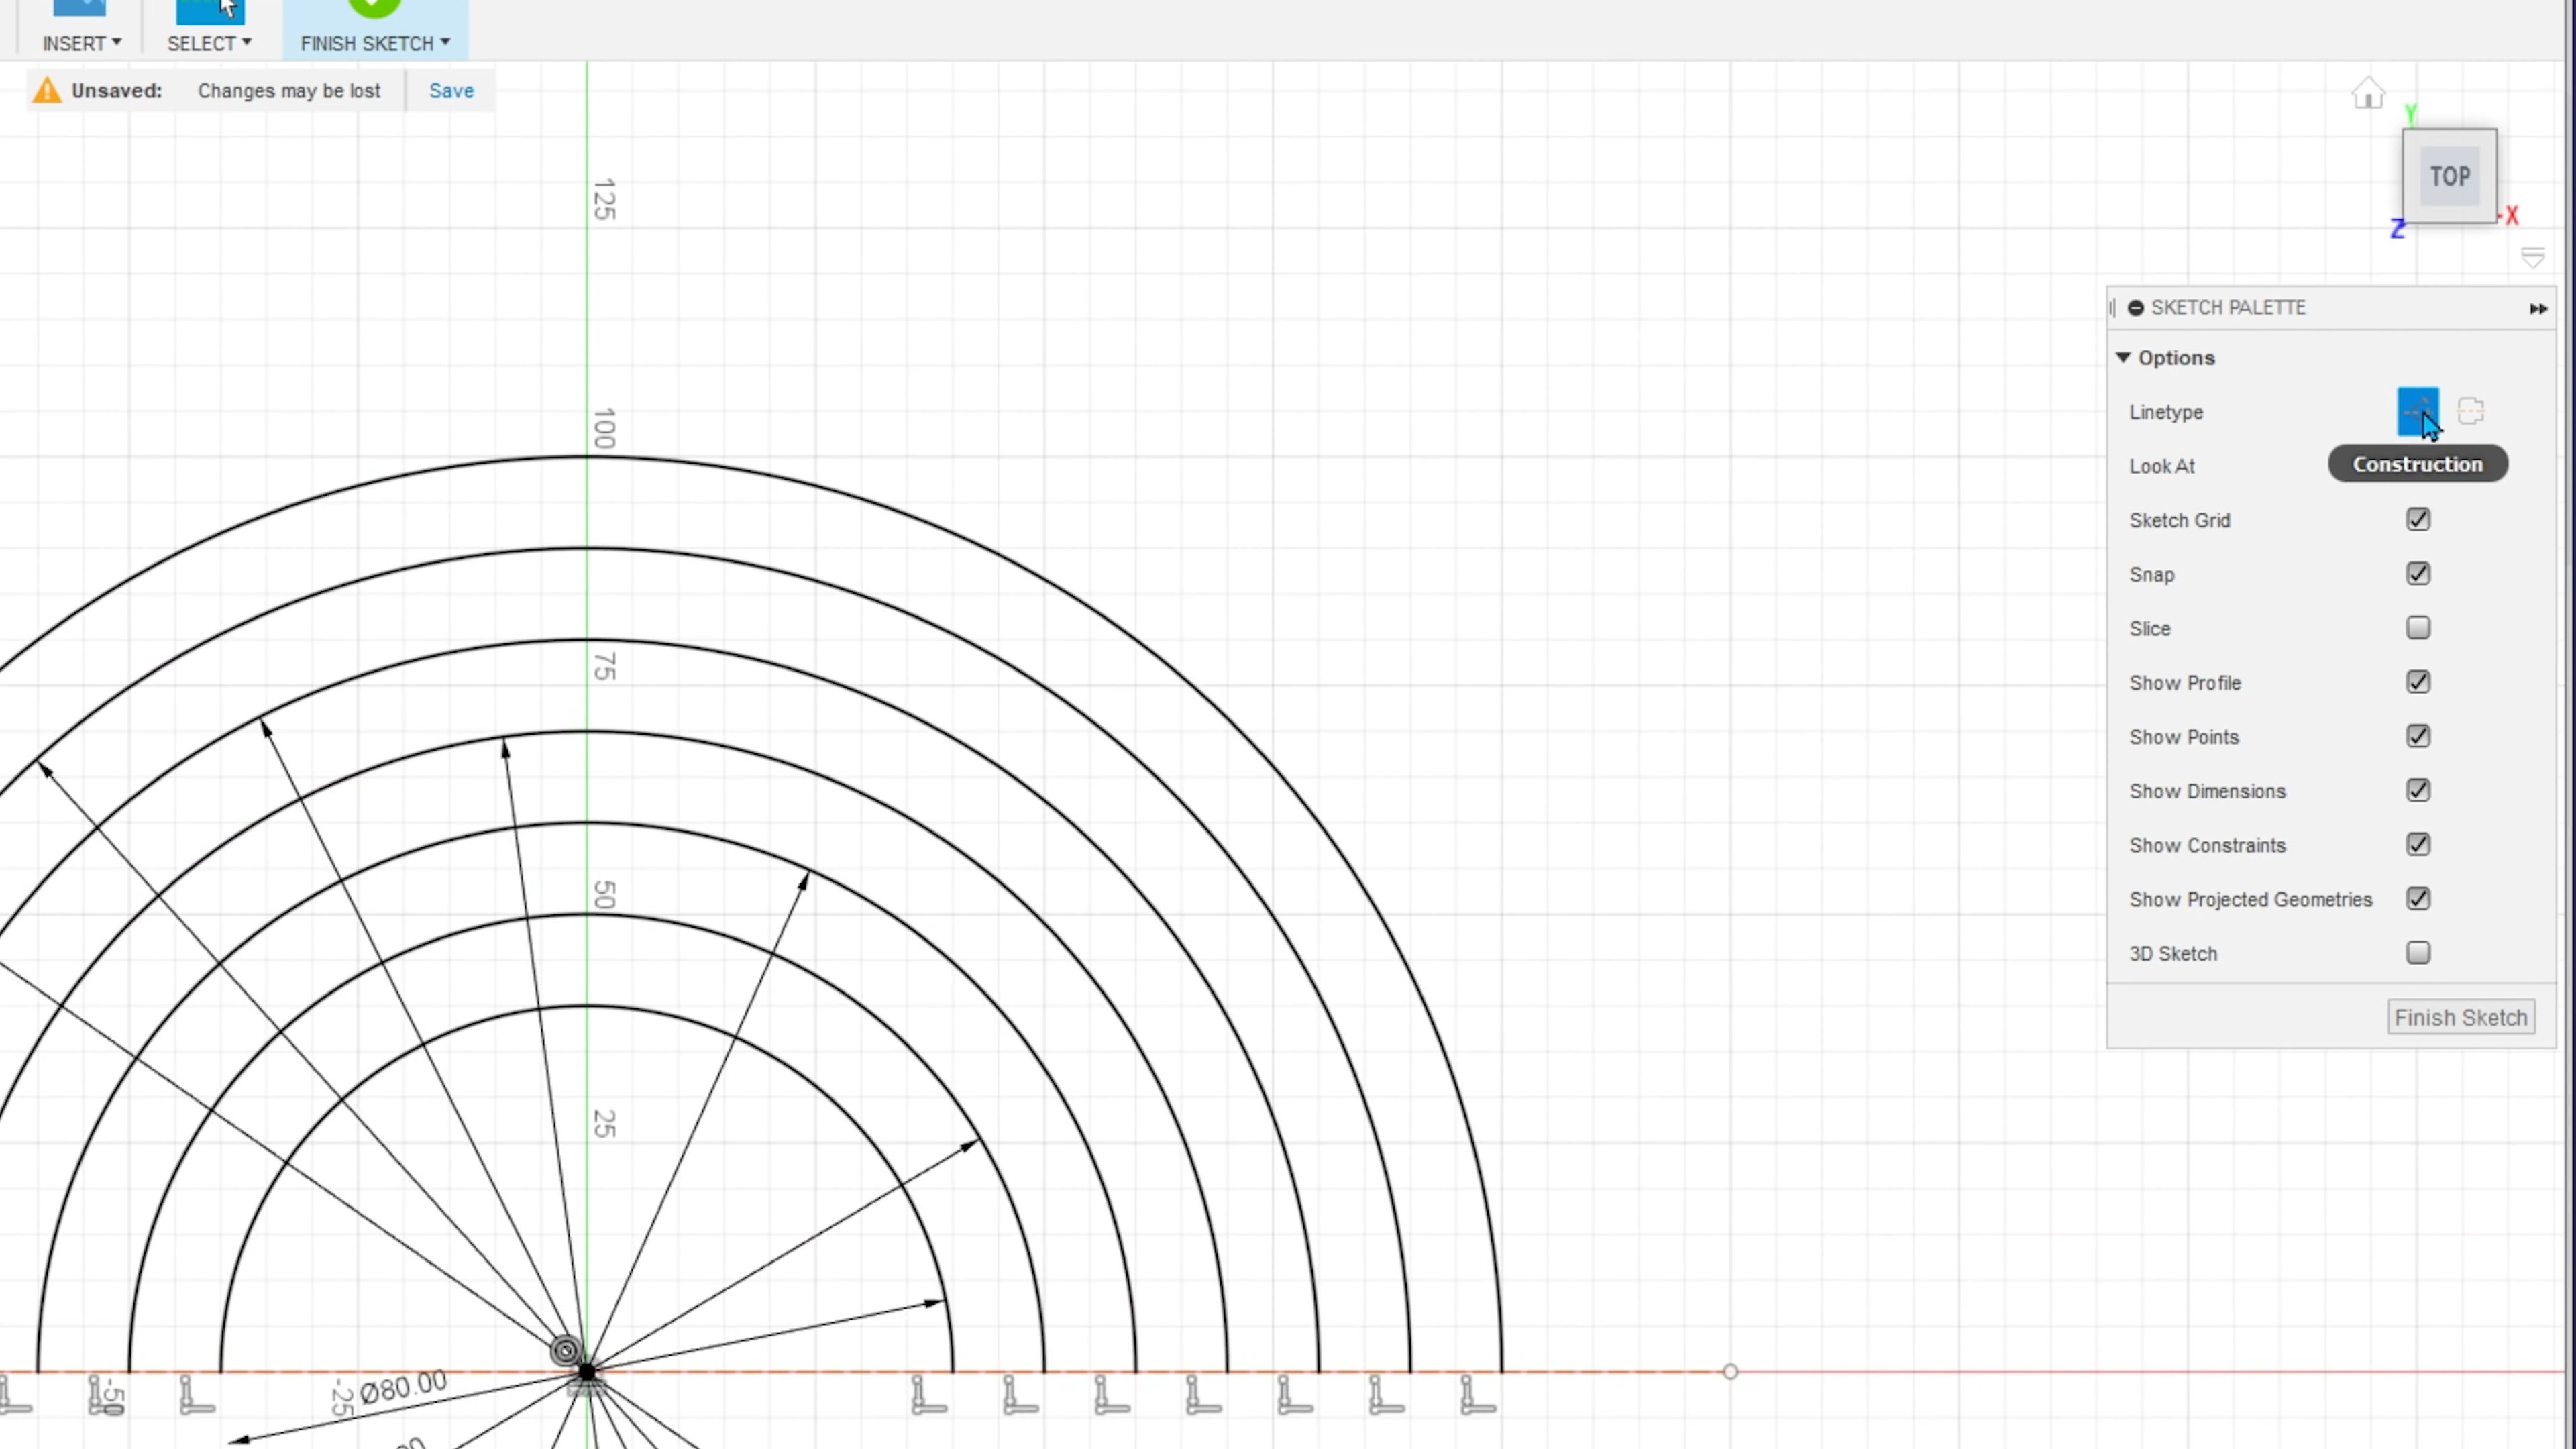 INSERT SELECT FINISH SKETCH
Unsaved: Changes may be lost Save
Y
TOP
X
Z
125
100
75
50
25
SKETCH PALETTE
Options
Linetype
Construction
Look At
Sketch Grid
Snap
Slice
Show Profile
Show Points
Show Dimensions
Show Constraints
Show Projected Geometries
3D Sketch
Finish Sketch
-50
-25
Ø80.00